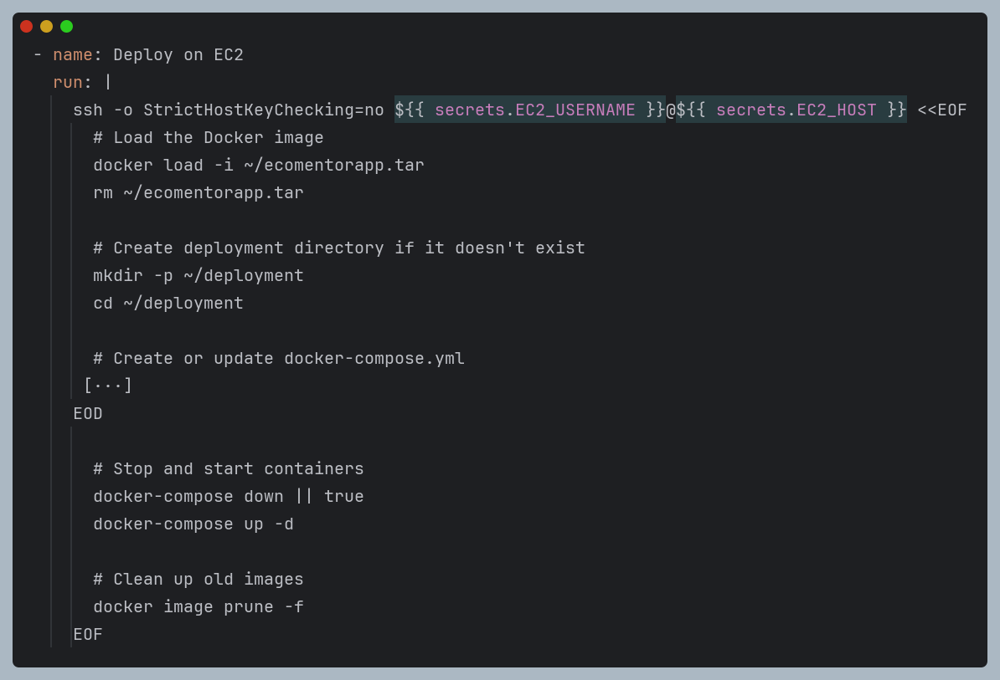 - name: Deploy on EC2
  run: |
    ssh -o StrictHostKeyChecking=no ${{ secrets.EC2_USERNAME }}@${{ secrets.EC2_HOST }} <<EOF
      # Load the Docker image
      docker load -i ~/ecomentorapp.tar
      rm ~/ecomentorapp.tar

      # Create deployment directory if it doesn't exist
      mkdir -p ~/deployment
      cd ~/deployment

      # Create or update docker-compose.yml
     [···]
    EOD

      # Stop and start containers
      docker-compose down || true
      docker-compose up -d

      # Clean up old images
      docker image prune -f
    EOF